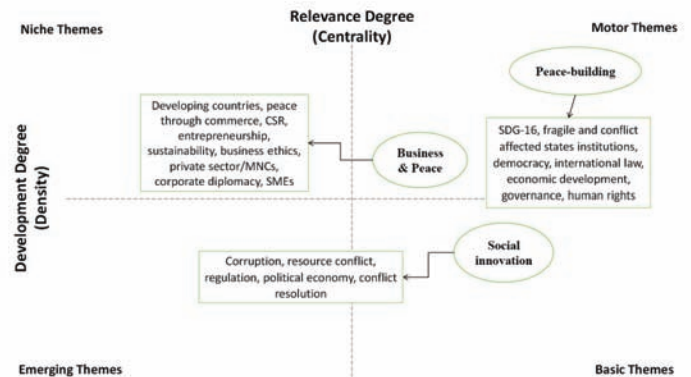 Relevance Degree
(Centrality)
Niche Themes
Motor Themes
Peace-building
Developing countries, peace
through commerce, CSR,
entrepreneurship,
sustainability, business ethics,
private sector/MNCs,
corporate diplomacy, SMEs
Business
& Peace
SDG-16, fragile and conflict
affected states institutions,
democracy, international law,
economic development,
governance, human rights
Development Degree
(Density)
Social
innovation
Corruption, resource conflict,
regulation, political economy, conflict
resolution
Emerging Themes
Basic Themes